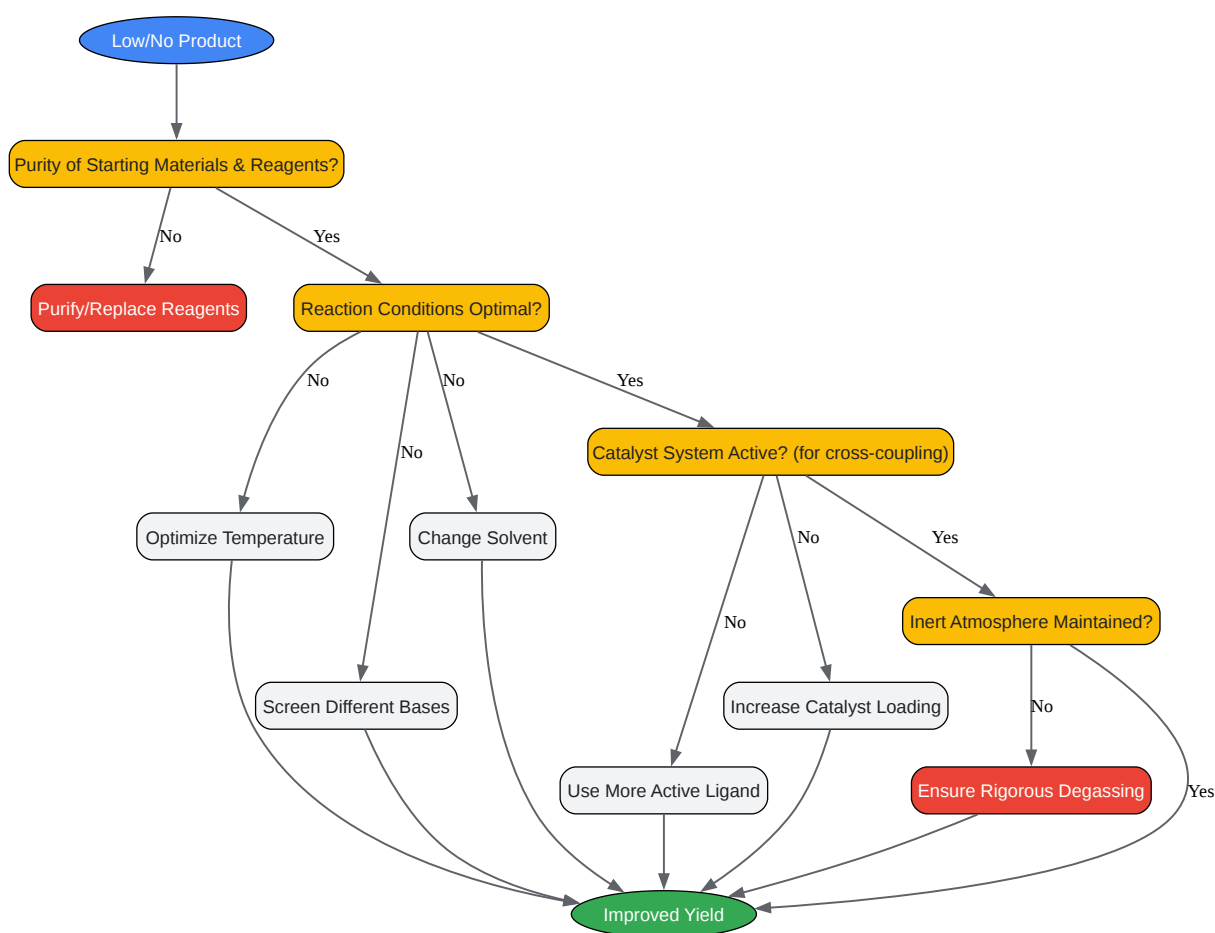 Low/No Product
Purity of Starting Materials & Reagents?
No
Yes
Purify/Replace Reagents
Reaction Conditions Optimal?
No
No
Yes
No
Catalyst System Active? (for cross-coupling)
Optimize Temperature
Change Solvent
No
Yes
No
Inert Atmosphere Maintained?
Screen Different Bases
Increase Catalyst Loading
No
Use More Active Ligand
Ensure Rigorous Degassing
Yes
Improved Yield